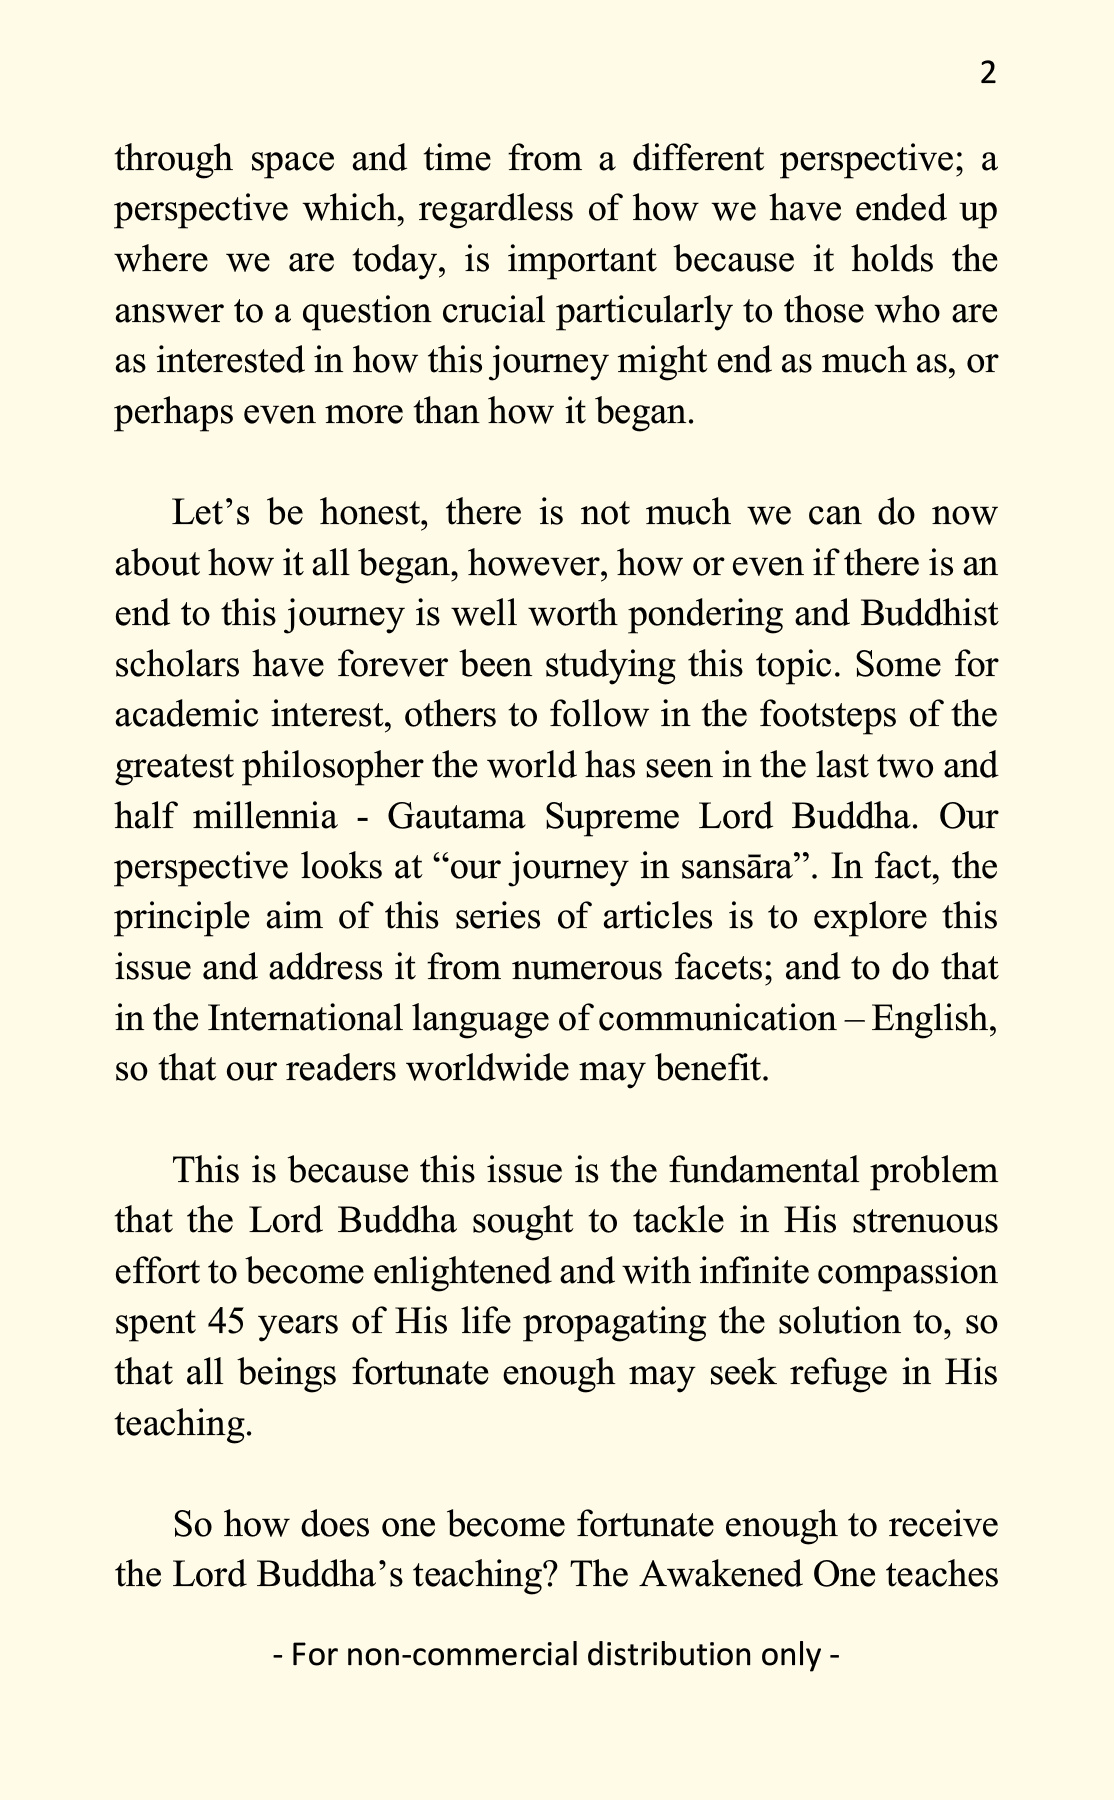 2
through space and time from a different perspective; a
perspective which, regardless of how we have ended up
where we are today, is important because it holds the
answer to a question crucial particularly to those who are
as interested in how this journey might end as much as, or
perhaps even more than how it began.
Let’s be honest, there is not much we can do now
about how it all began, however, how or even if there is an
end to this journey is well worth pondering and Buddhist
scholars have forever been studying this topic. Some for
academic interest, others to follow in the footsteps of the
greatest philosopher the world has seen in the last two and
half millennia - Gautama Supreme Lord Buddha. Our
perspective looks at “our journey in sansāra”. In fact, the
principle aim of this series of articles is to explore this
issue and address it from numerous facets; and to do that
in the International language of communication – English,
so that our readers worldwide may benefit.
This is because this issue is the fundamental problem
that the Lord Buddha sought to tackle in His strenuous
effort to become enlightened and with infinite compassion
spent 45 years of His life propagating the solution to, so
that all beings fortunate enough may seek refuge in His
teaching.
So how does one become fortunate enough to receive
the Lord Buddha’s teaching? The Awakened One teaches
- For non-commercial distribution only -